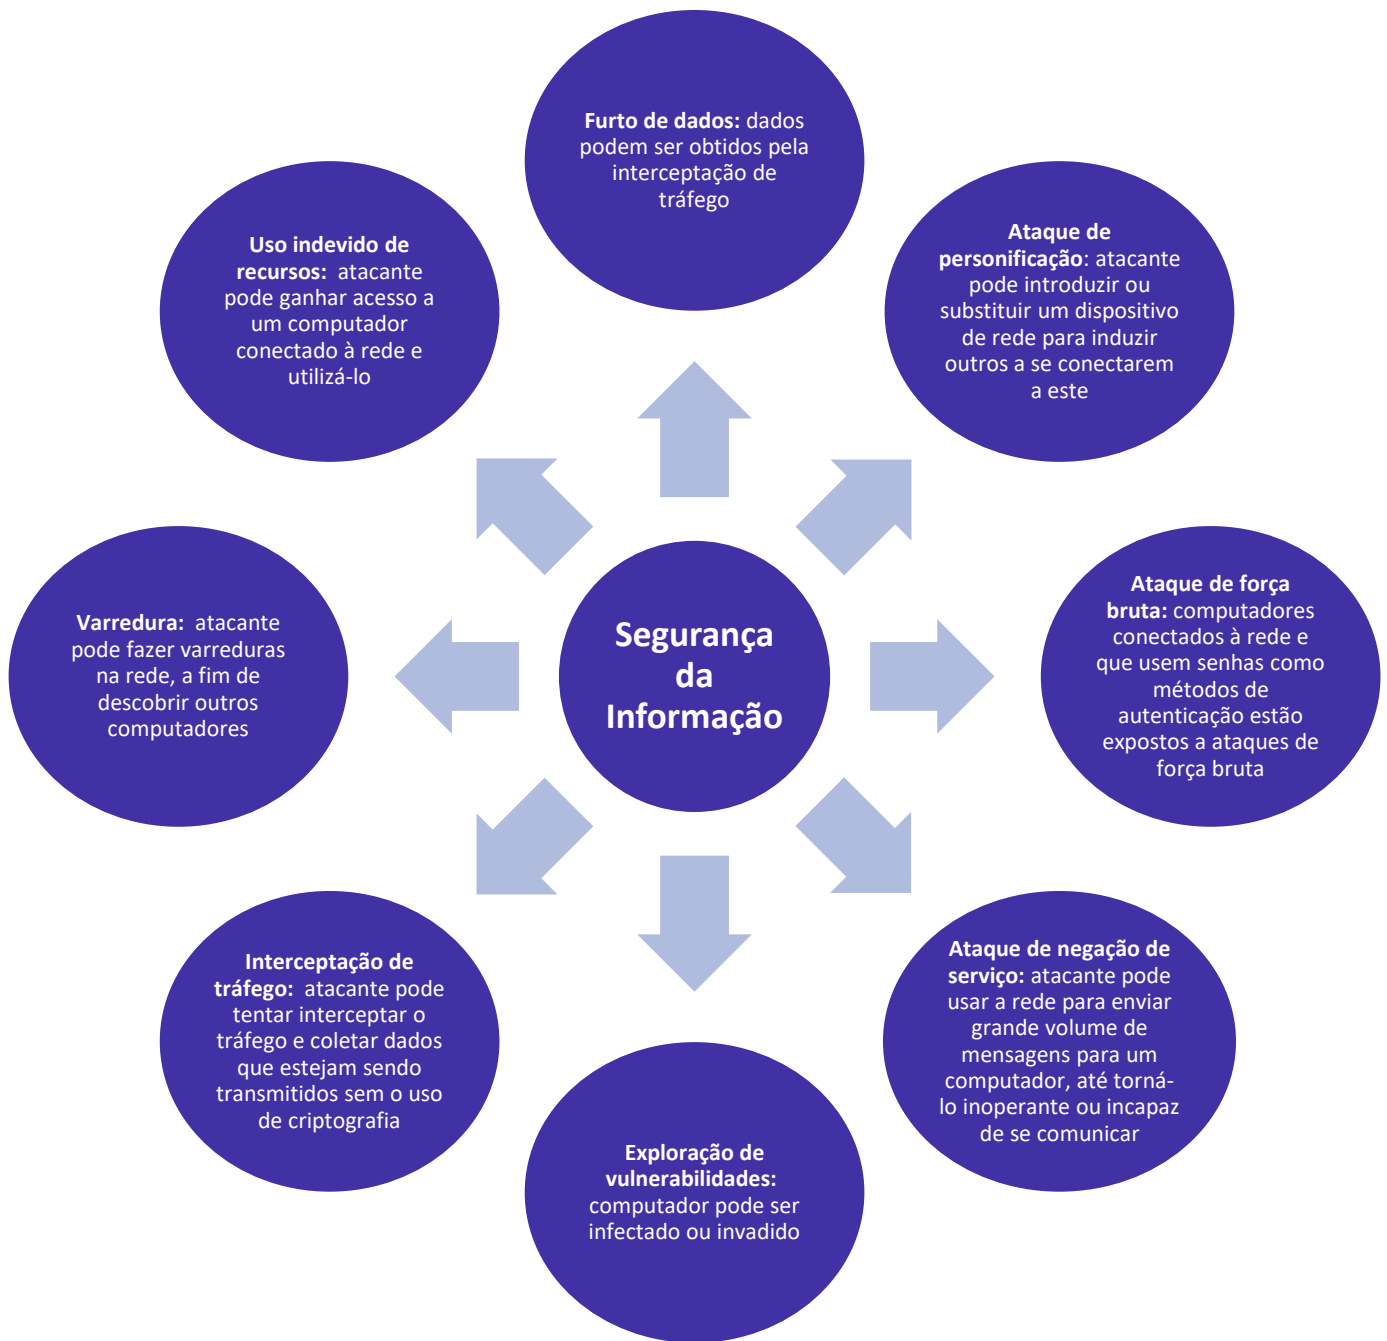 Furto de dados: dados
podem ser obtidos pela
interceptação de
tráfego
Ataque de
personificação: atacante
pode introduzir ou
substituir um dispositivo
de rede para induzir
outros a se conectarem
a este
Ataque de força
bruta: computadores
conectados à rede e
que usem senhas como
métodos de
autenticação estão
expostos a ataques de
força bruta
Ataque de negação de
serviço: atacante pode
usar a rede para enviar
grande volume de
mensagens para um
computador, até torná-
lo inoperante ou incapaz
de se comunicar
Exploração de
vulnerabilidades:
computador pode ser
infectado ou invadido
Interceptação de
tráfego: atacante pode
tentar interceptar o
tráfego e coletar dados
que estejam sendo
transmitidos sem o uso
de criptografia
Varredura: atacante
pode fazer varreduras
na rede, a fim de
descobrir outros
computadores
Uso indevido de
recursos: atacante
pode ganhar acesso a
um computador
conectado à rede e
utilizá-lo
Segurança
da
Informação